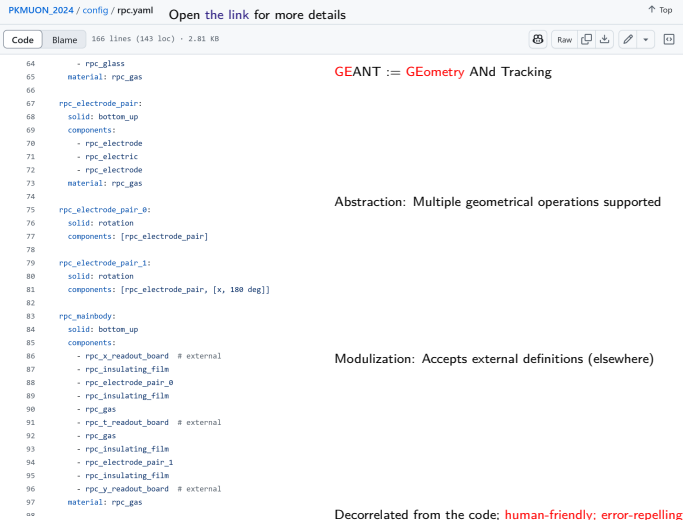 PKMUON_2024 / config / rpc.yaml Open the link for more details ↑ Top
Code Blame 166 lines (143 loc) · 2.81 KB Raw
64 - rpc_glass
65 material: rpc_gas
GEANT := GEometry ANd Tracking
66
67 rpc_electrode_pair:
68 solid: bottom_up
69 components:
70 - rpc_electrode
71 - rpc_electric
72 - rpc_electrode
73 material: rpc_gas
74
Abstraction: Multiple geometrical operations supported
75 rpc_electrode_pair_0:
76 solid: rotation
77 components: [rpc_electrode_pair]
78
79 rpc_electrode_pair_1:
80 solid: rotation
81 components: [rpc_electrode_pair, [x, 180 deg]]
82
83 rpc_mainbody:
84 solid: bottom_up
85 components:
86 - rpc_x_readout_board # external
Modulization: Accepts external definitions (elsewhere)
87 - rpc_insulating_film
88 - rpc_electrode_pair_0
89 - rpc_insulating_film
90 - rpc_gas
91 - rpc_t_readout_board # external
92 - rpc_gas
93 - rpc_insulating_film
94 - rpc_electrode_pair_1
95 - rpc_insulating_film
96 - rpc_y_readout_board # external
97 material: rpc_gas
98
Decorrelated from the code; human-friendly; error-repelling